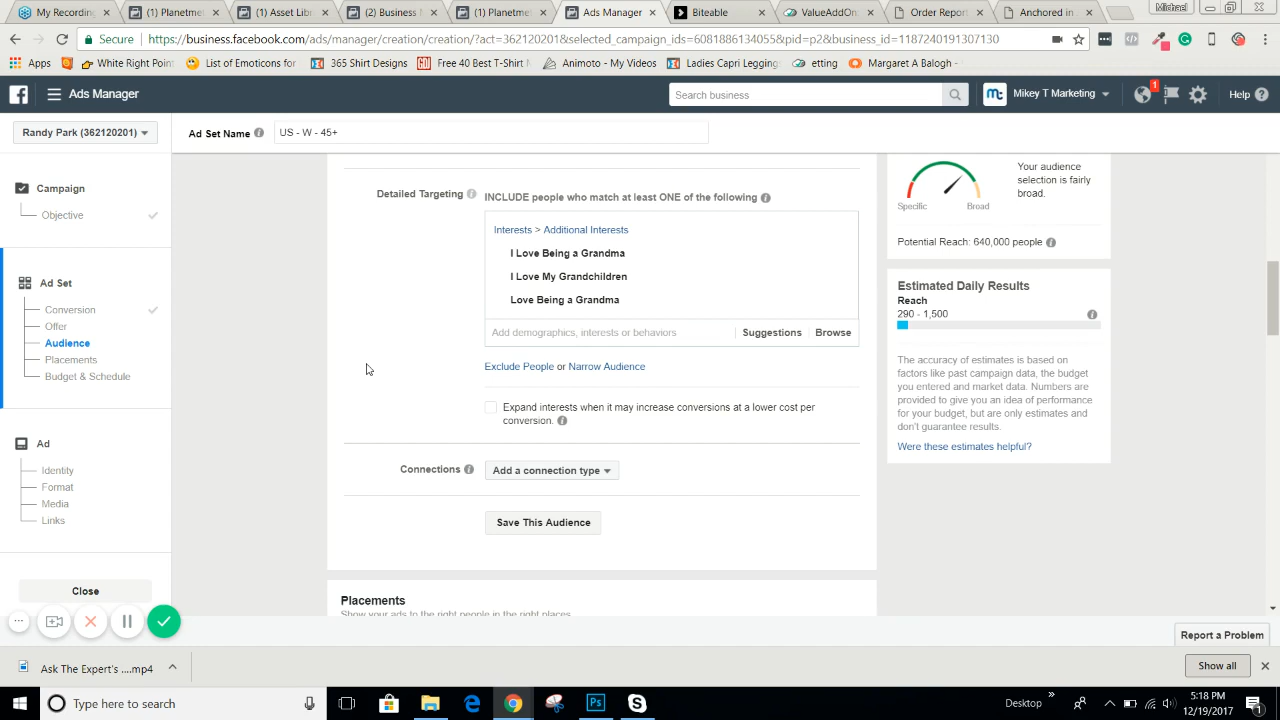 My Recording
(1) Planetme
(1) Asset Lib
(2) Business
(1) Planetme
Ads Manager
Biteable
ValueAddOn
Order Report
Anchored in
Michael
Secure
https://business.facebook.com/ads/manager/creation/creation/?act=362120201&selected_campaign_ids=6081886134055&pid=p2&business_id=1187240191307130
Apps
White Right Point
List of Emoticons for
365 Shirt Designs
Free 40 Best T-Shirt
Animoto - My Videos
Ladies Capri Legging
etting
Margaret A Balogh -
Ads Manager
Search business
Mikey T Marketing
1
Help
Randy Park (362120201)
Ad Set Name
US - W - 45+
Campaign
Objective
Ad Set
Conversion
Offer
Audience
Placements
Budget & Schedule
Ad
Identity
Format
Media
Links
Close
Detailed Targeting
INCLUDE people who match at least ONE of the following
Interests > Additional Interests
I Love Being a Grandma
I Love My Grandchildren
Love Being a Grandma
Add demographics, interests or behaviors
Suggestions
Browse
Exclude People or Narrow Audience
Expand interests when it may increase conversions at a lower cost per
conversion.
Connections
Add a connection type
Save This Audience
Placements
Show your ads to the right people in the right places.
Specific
Broad
Your audience
selection is fairly
broad.
Potential Reach: 640,000 people
Estimated Daily Results
Reach
290 - 1,500
The accuracy of estimates is based on
factors like past campaign data, the budget
you entered and market data. Numbers are
provided to give you an idea of performance
for your budget, but are only estimates and
don't guarantee results.
Were these estimates helpful?
Report a Problem
Ask The Expert's ....mp4
Show all
Type here to search
Ps
Desktop
5:18 PM
12/19/2017
1